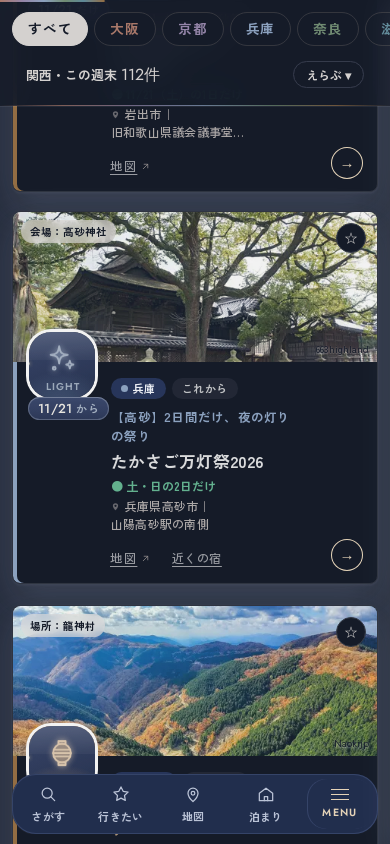 すべて
大阪
京都
兵庫
奈良
関西・この週末 112件
えらぶ ▾
岩出市｜
旧和歌山県議会議事堂…
地図 ↗
→
会場：高砂神社
☆
663highland
LIGHT
11/21 から
兵庫
これから
【高砂】2日間だけ、夜の灯り
の祭り
たかさご万灯祭2026
土・日の2日だけ
兵庫県高砂市｜
山陽高砂駅の南側
地図 ↗
近くの宿
→
場所：龍神村
☆
Naokijp
さがす
行きたい
地図
泊まり
MENU